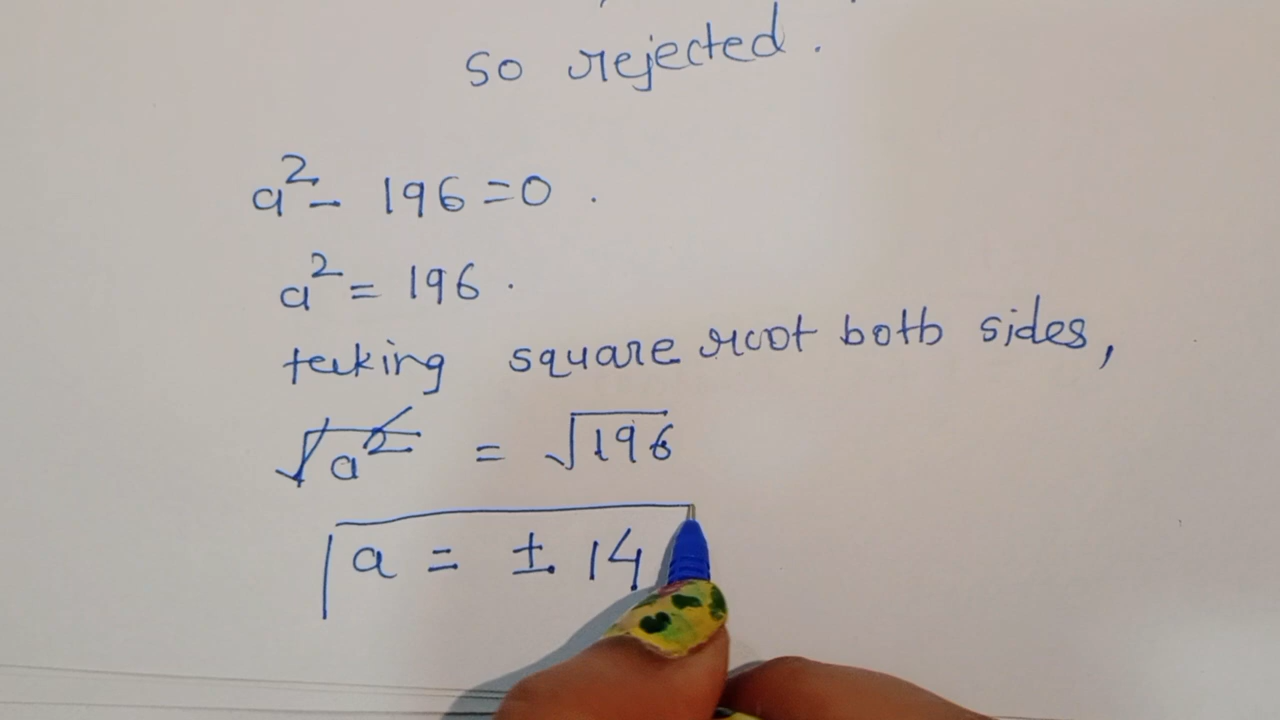 so rejected.
a² - 196 = 0.
a² = 196.
taking square root both sides,
√a² = √196
a = ± 14